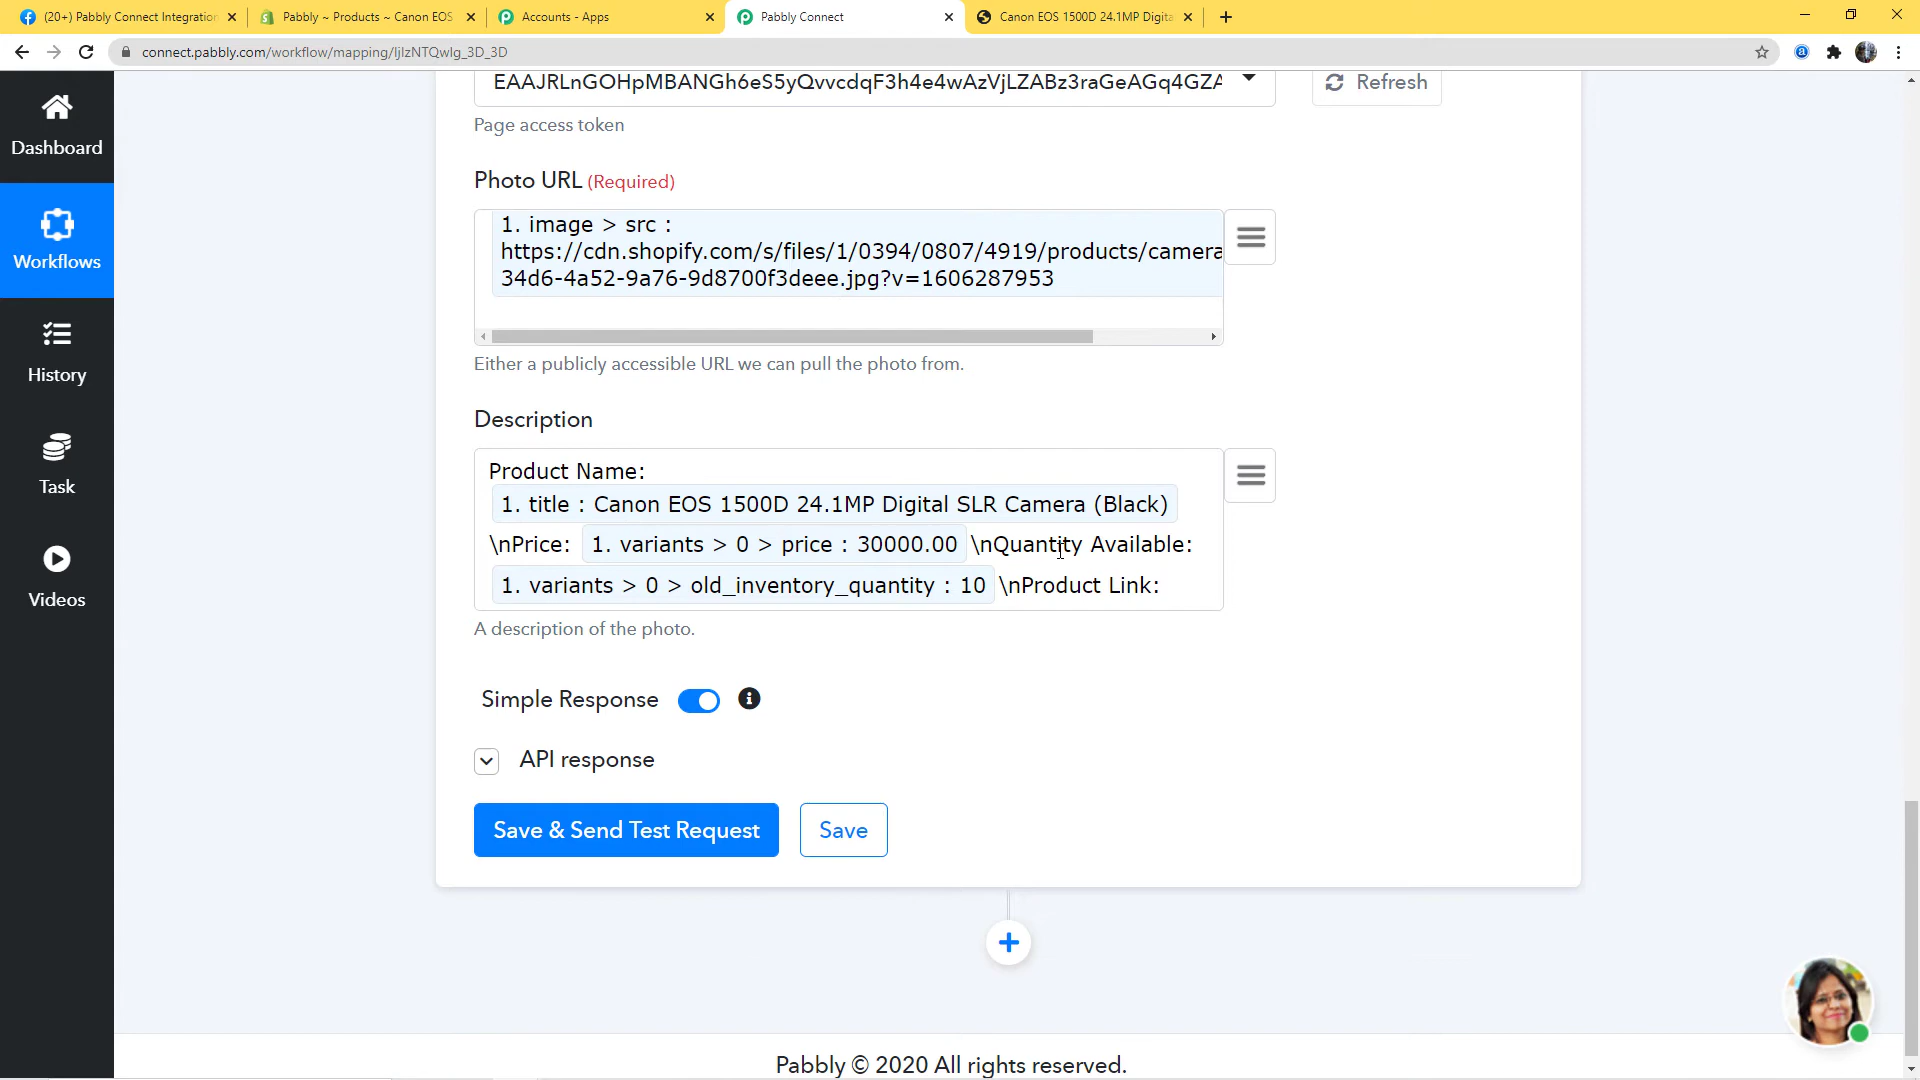 (20+) Pabbly Connect Integration
Pabbly ~ Products ~ Canon EOS
Accounts - Apps
Pabbly Connect
Canon EOS 1500D 24.1MP Digita
connect.pabbly.com/workflow/mapping/IjIzNTQwIg_3D_3D
Dashboard
Workflows
History
Task
Videos
EAAJRLnGOHpMBANGh6eS5yQvvcdqF3h4e4wAzVjLZABz3raGeAGq4GZA
Refresh
Page access token
Photo URL (Required)
1. image > src :
https://cdn.shopify.com/s/files/1/0394/0807/4919/products/camera
34d6-4a52-9a76-9d8700f3deee.jpg?v=1606287953
Either a publicly accessible URL we can pull the photo from.
Description
Product Name:
1. title : Canon EOS 1500D 24.1MP Digital SLR Camera (Black)
\nPrice: 1. variants > 0 > price : 30000.00 \nQuantity Available:
1. variants > 0 > old_inventory_quantity : 10 \nProduct Link:
A description of the photo.
Simple Response
API response
Save & Send Test Request
Save
Pabbly © 2020 All rights reserved.